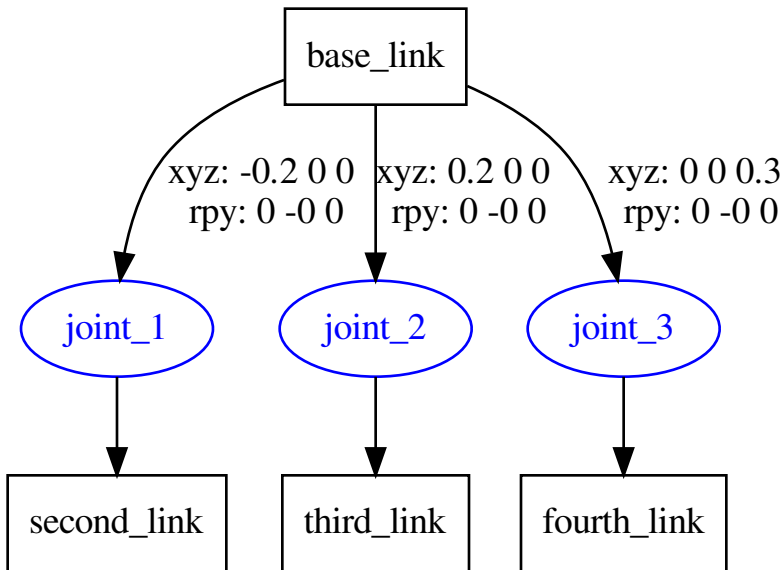 base_link
xyz: -0.2 0 0
rpy: 0 -0 0
xyz: 0.2 0 0
rpy: 0 -0 0
xyz: 0 0 0.3
rpy: 0 -0 0
joint_1
joint_2
joint_3
second_link
third_link
fourth_link